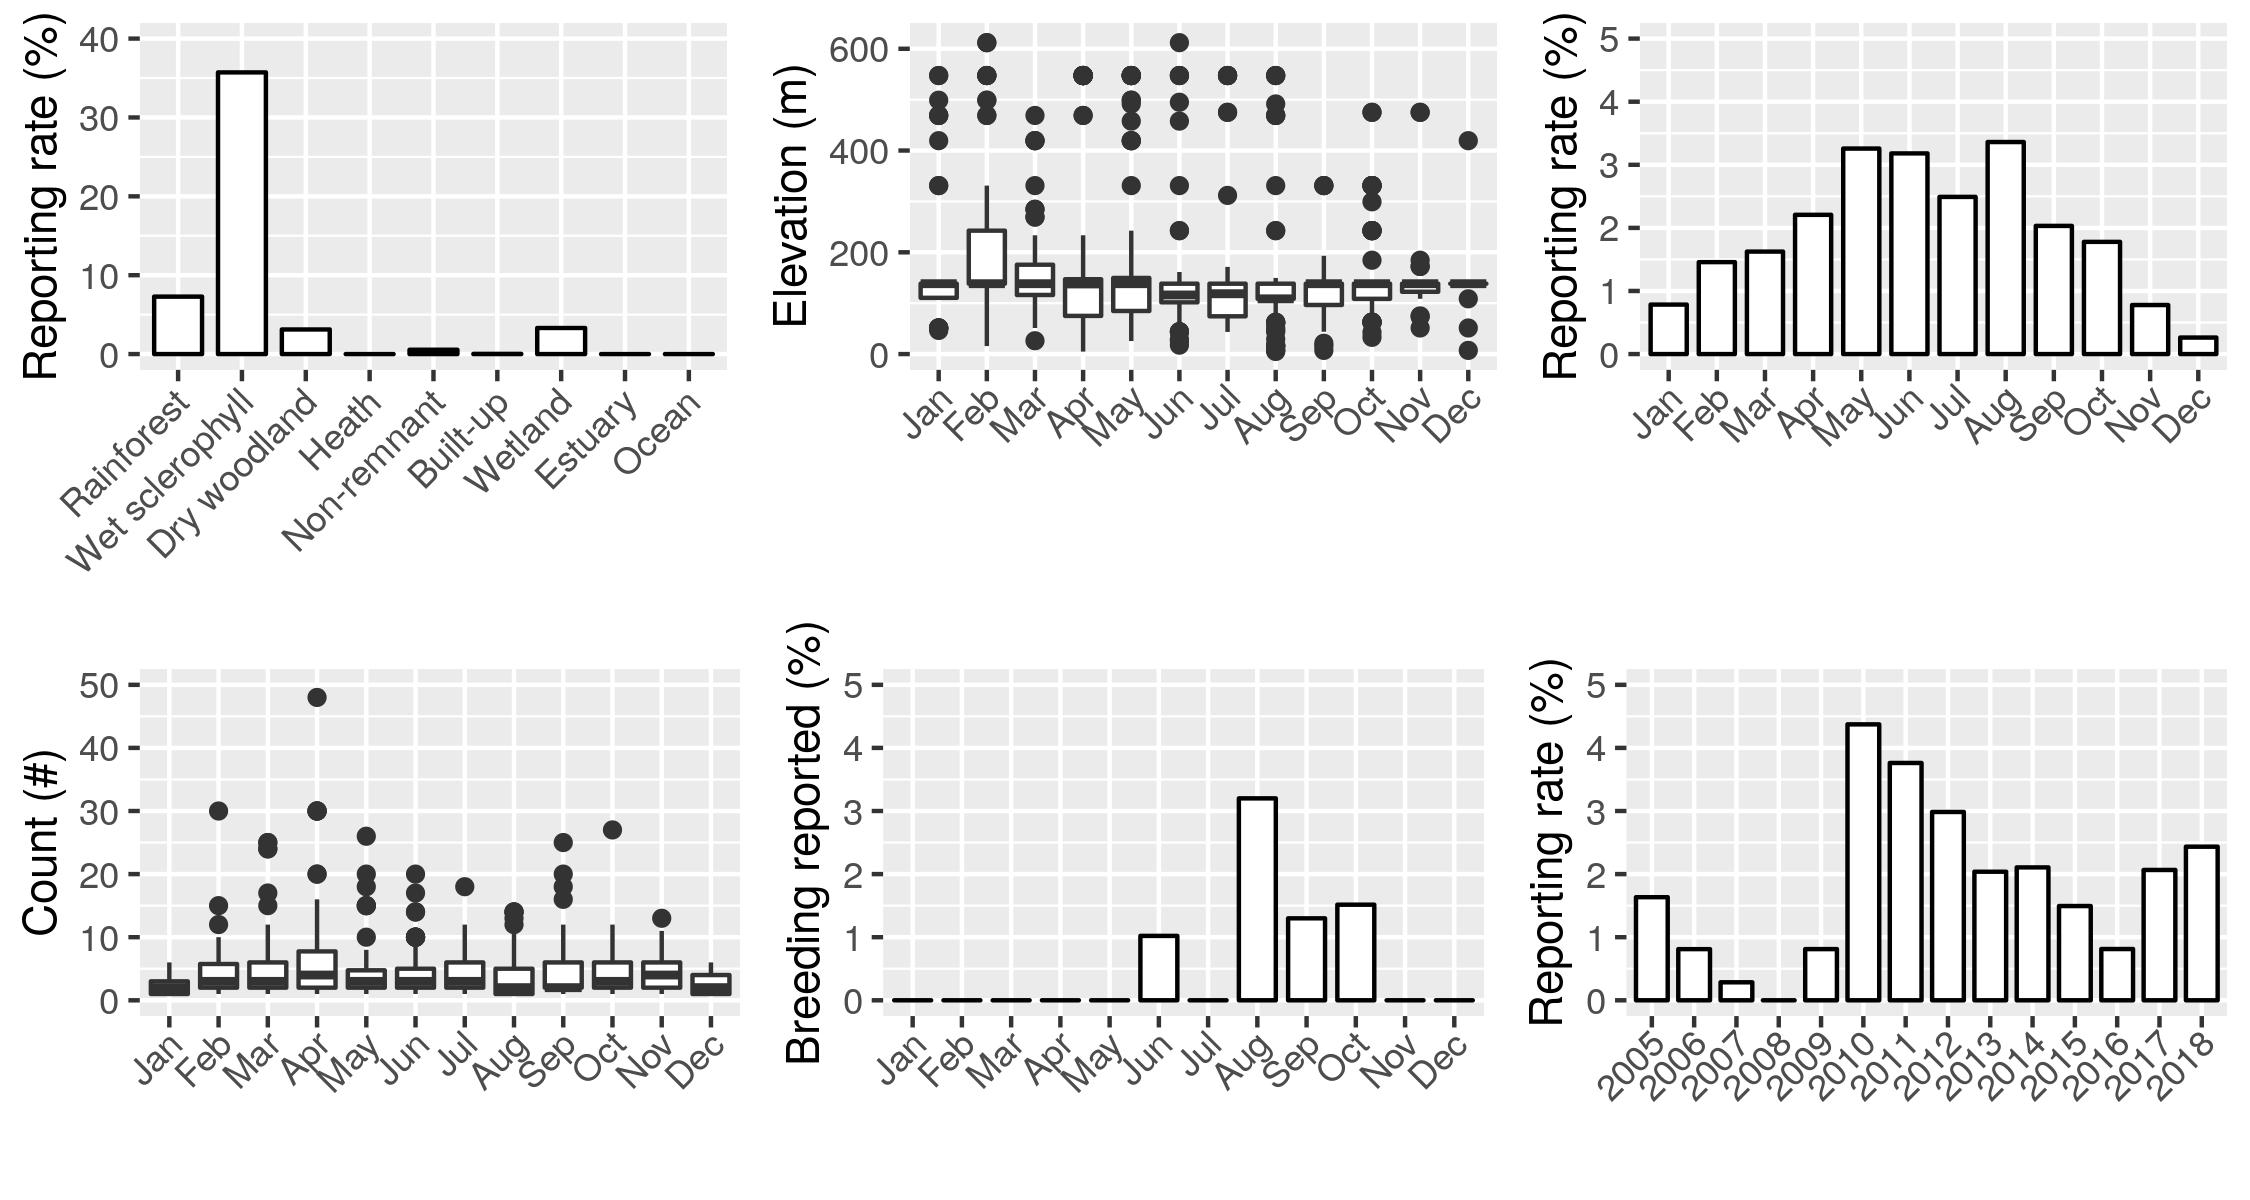 Reporting rate (%)
40
30
20
10
0
Rainforest
Wet sclerophyll
Dry woodland
Heath
Non-remnant
Built-up
Wetland
Estuary
Ocean
Elevation (m)
600
400
200
0
Jan
Feb
Mar
Apr
May
Jun
Jul
Aug
Sep
Oct
Nov
Dec
Reporting rate (%)
5
4
3
2
1
0
Jan
Feb
Mar
Apr
May
Jun
Jul
Aug
Sep
Oct
Nov
Dec
Count (#)
50
40
30
20
10
0
Jan
Feb
Mar
Apr
May
Jun
Jul
Aug
Sep
Oct
Nov
Dec
Breeding reported (%)
5
4
3
2
1
0
Jan
Feb
Mar
Apr
May
Jun
Jul
Aug
Sep
Oct
Nov
Dec
Reporting rate (%)
5
4
3
2
1
0
2005
2006
2007
2008
2009
2010
2011
2012
2013
2014
2015
2016
2017
2018